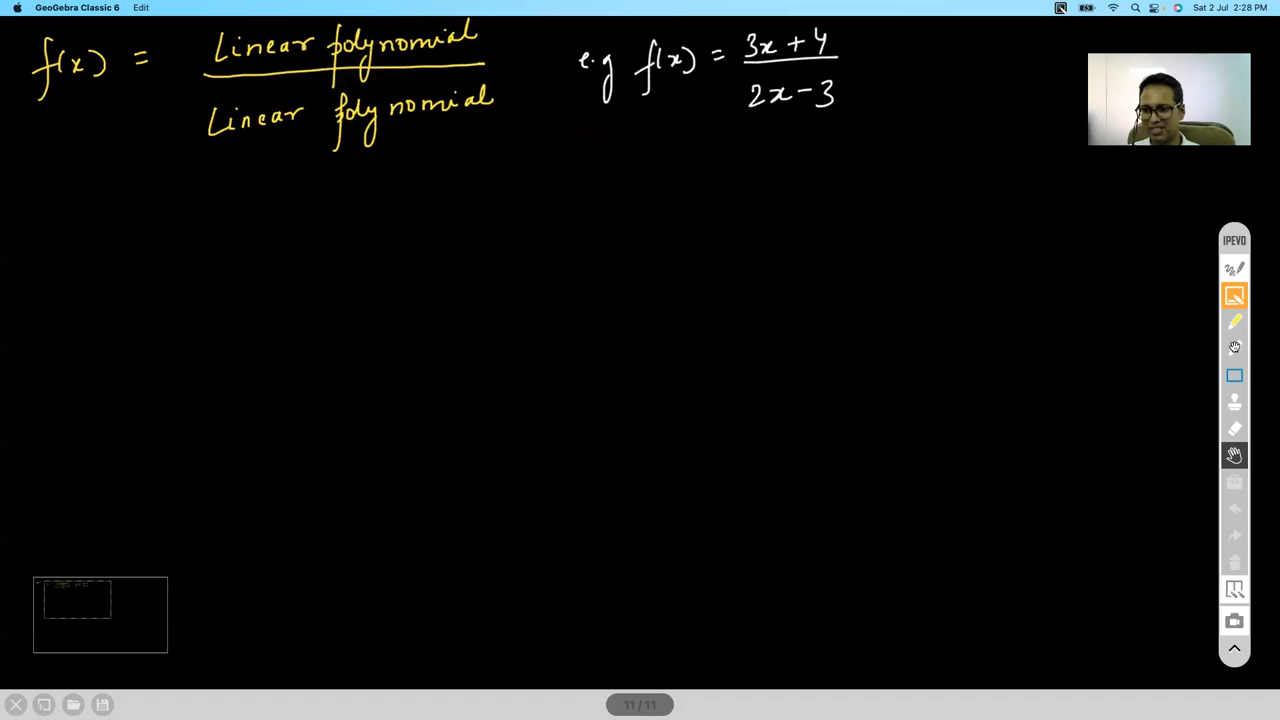 GeoGebra Classic 6 Edit Sat 2 Jul 2:28 PM
f(x) = Linear polynomial / Linear polynomial
e.g f(x) = 3x + 4 / 2x - 3
IPEVO
11 / 11